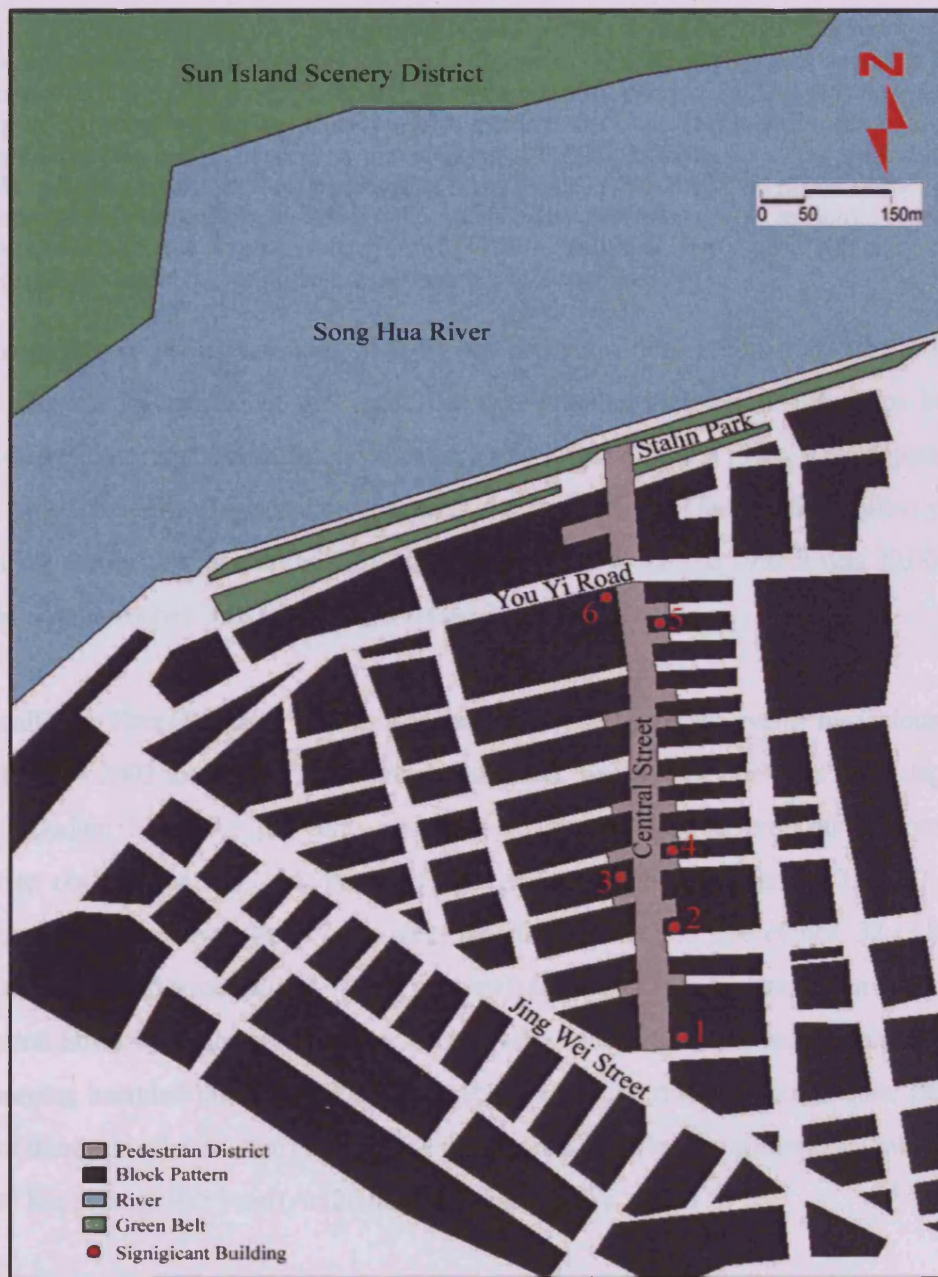 Sun Island Scenery District
N
0 50 150m
Song Hua River
Stalin Park
You Yi Road
6
5
Central Street
4
3
2
1
Jing Wei Street
Pedestrian District
Block Pattern
River
Green Belt
Signigicant Building